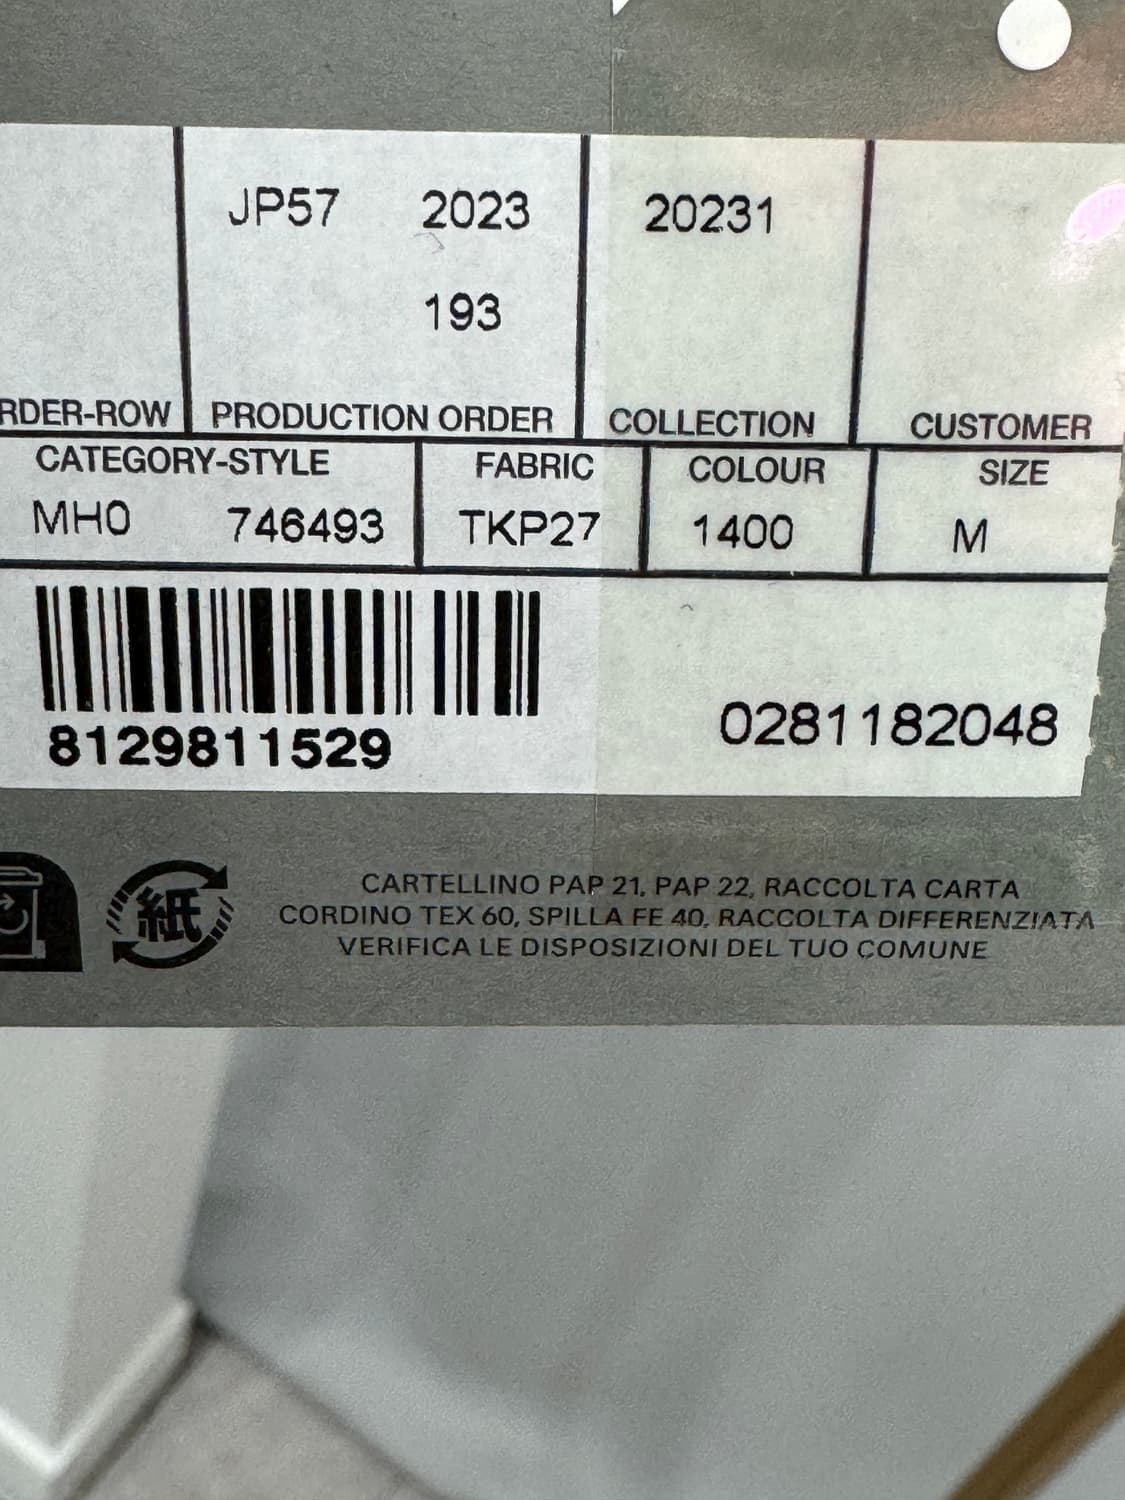 JP57 2023 20231
193
RDER-ROW PRODUCTION ORDER COLLECTION CUSTOMER
CATEGORY-STYLE FABRIC COLOUR SIZE
MH0 746493 TKP27 1400 M
8129811529 0281182048
紙
CARTELLINO PAP 21, PAP 22, RACCOLTA CARTA
CORDINO TEX 60, SPILLA FE 40, RACCOLTA DIFFERENZIATA
VERIFICA LE DISPOSIZIONI DEL TUO COMUNE